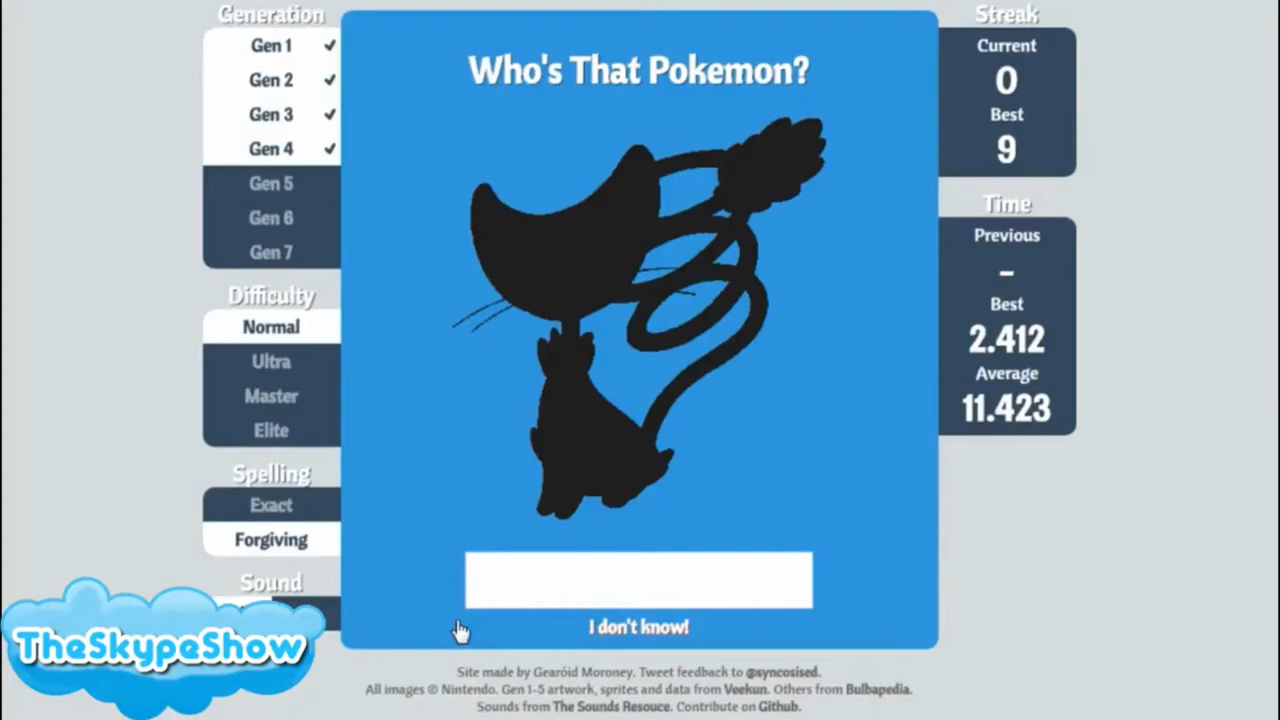 Generation
Gen 1
Gen 2
Gen 3
Gen 4
Gen 5
Gen 6
Gen 7
Difficulty
Normal
Ultra
Master
Elite
Spelling
Exact
Forgiving
Sound
Who's That Pokemon?
I don't know!
Streak
Current
0
Best
9
Time
Previous
–
Best
2.412
Average
11.423
TheSkypeShow
Site made by Gearóid Moroney. Tweet feedback to @syncosised.
All images © Nintendo. Gen 1-5 artwork, sprites and data from Veekun. Others from Bulbapedia.
Sounds from The Sounds Resouce. Contribute on Github.